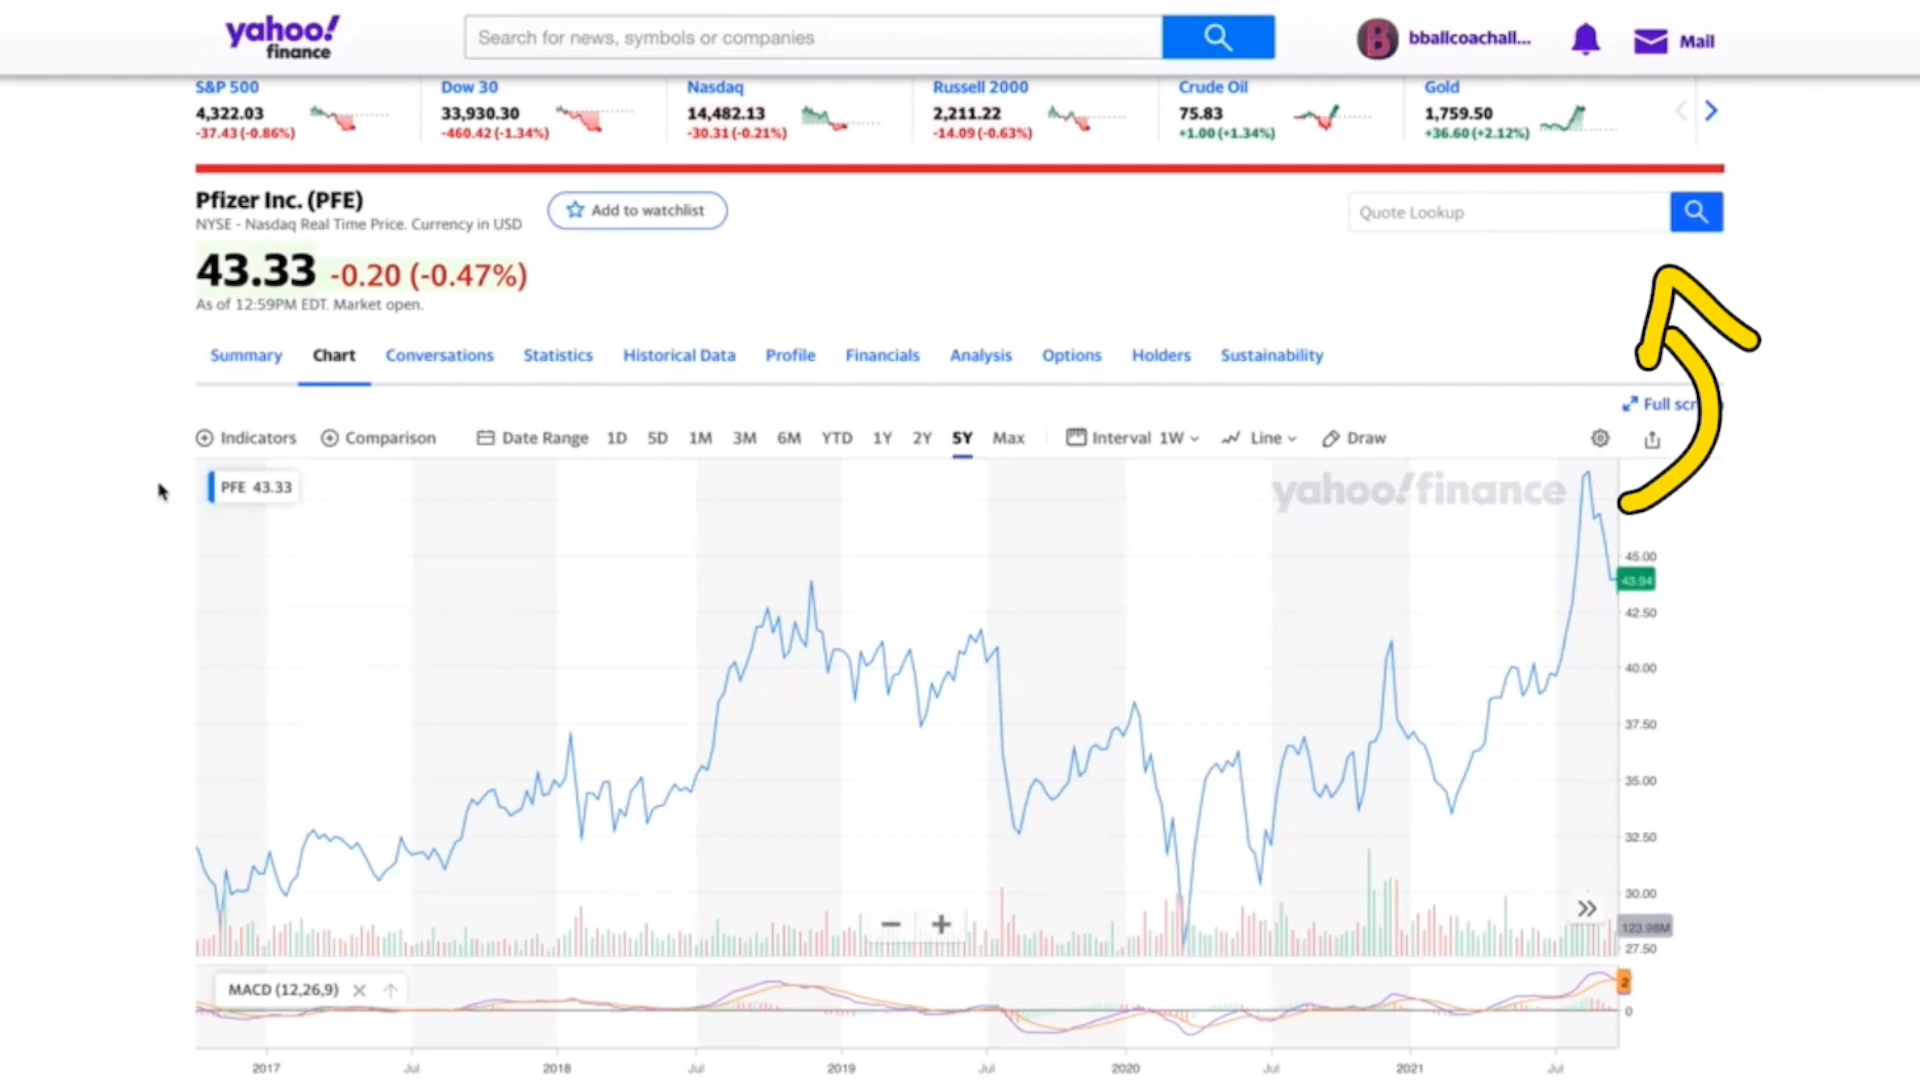 yahoo!
finance
Search for news, symbols or companies
bballcoachall...
Mail
S&P 500
4,322.03
-37.43 (-0.86%)
Dow 30
33,930.30
-460.42 (-1.34%)
Nasdaq
14,482.13
-30.31 (-0.21%)
Russell 2000
2,211.22
-14.09 (-0.63%)
Crude Oil
75.83
+1.00 (+1.34%)
Gold
1,759.50
+36.60 (+2.12%)
Pfizer Inc. (PFE)
NYSE - Nasdaq Real Time Price. Currency in USD
Add to watchlist
Quote Lookup
43.33 -0.20 (-0.47%)
As of 12:59PM EDT. Market open.
Summary Chart Conversations Statistics Historical Data Profile Financials Analysis Options Holders Sustainability
Full scr
Indicators Comparison Date Range 1D 5D 1M 3M 6M YTD 1Y 2Y 5Y Max Interval 1W Line Draw
PFE 43.33
yahoo!finance
45.00
43.94
42.50
40.00
37.50
35.00
32.50
30.00
123.98M
27.50
MACD (12,26,9)
2
0
2017 Jul 2018 Jul 2019 Jul 2020 Jul 2021 Jul